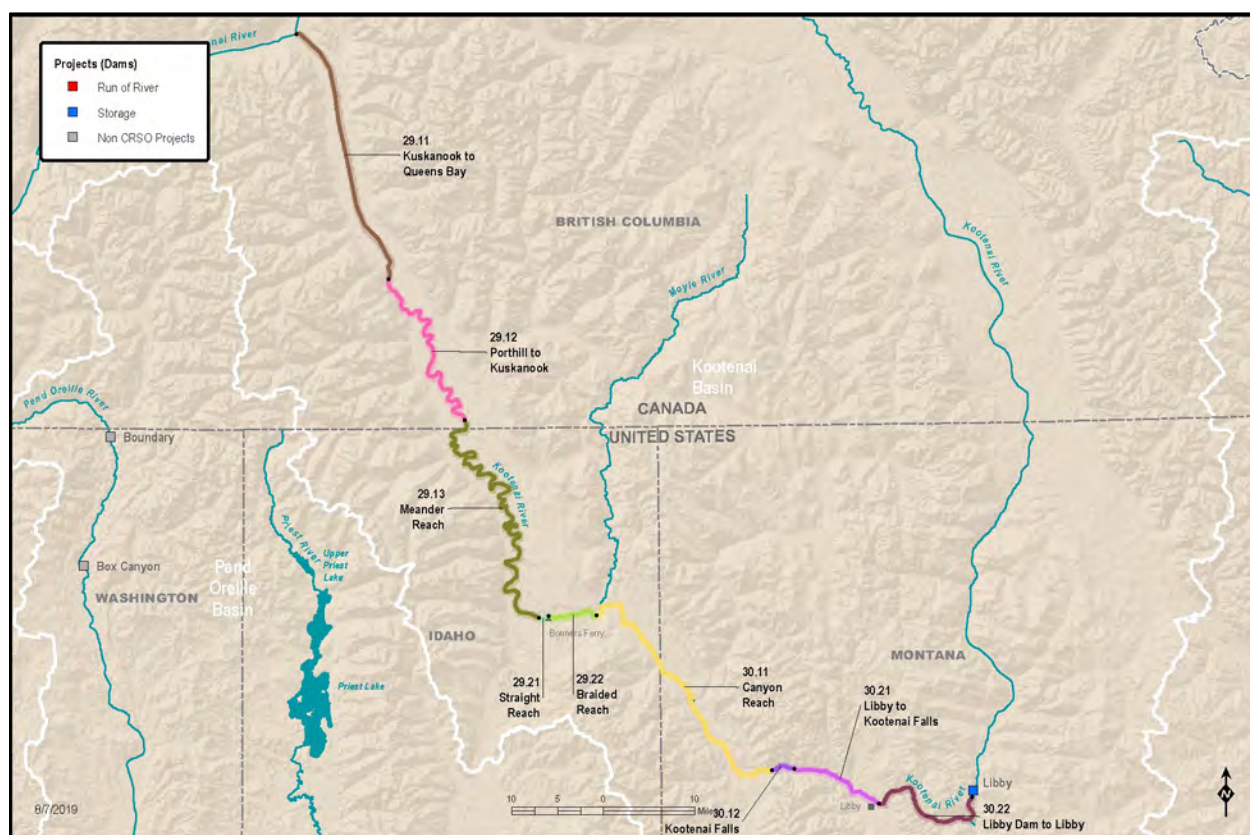 nai River
Projects (Dams)
Run of River
Storage
Non CRSO Projects
29.11
Kuskanook to
Queens Bay
BRITISH COLUMBIA
Kootenai River
Moyie River
29.12
Porthill to
Kuskanook
Kootenai
Basin
CANADA
UNITED STATES
Pend Oreille River
Boundary
Kootenai River
29.13
Meander
Reach
Priest River
Upper
Priest
Lake
Box Canyon
WASHINGTON
Pend
Oreille
Basin
IDAHO
Bonners Ferry
MONTANA
29.21
Straight
Reach
29.22
Braided
Reach
30.11
Canyon
Reach
30.21
Libby to
Kootenai Falls
Priest Lake
Kootenai River
Libby
Libby
10 5 0 10
Miles
30.12
Kootenai Falls
30.22
Libby Dam to Libby
8/7/2019
N